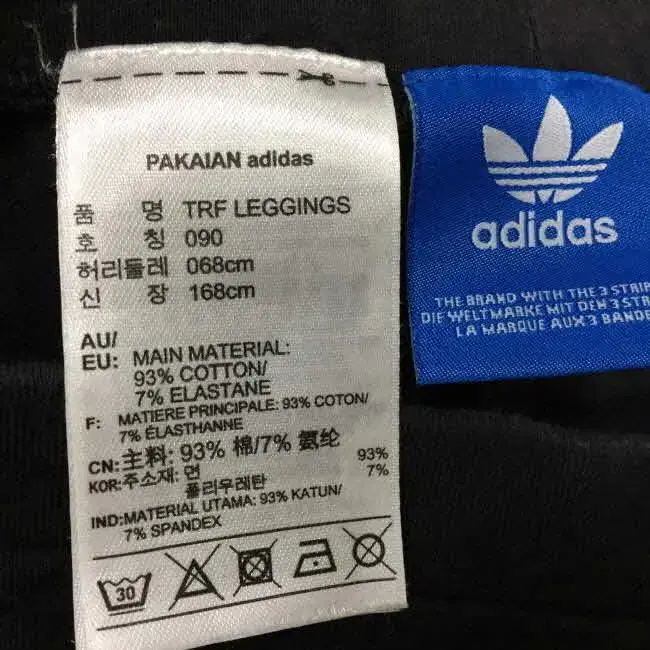 PAKAIAN adidas
품 명 TRF LEGGINGS
호 칭 090
허리둘레 068cm
신 장 168cm
AU/
EU: MAIN MATERIAL:
93% COTTON/
7% ELASTANE
F: MATIERE PRINCIPALE: 93% COTON/
7% ÉLASTHANNE
CN:主料: 93% 棉/7% 氨纶
KOR:주소재: 면 93%
폴리우레탄 7%
IND:MATERIAL UTAMA: 93% KATUN/
7% SPANDEX
30
adidas
THE BRAND WITH THE 3 STRIP
DIE WELTMARKE MIT DEN 3 STR
LA MARQUE AUX 3 BANDE